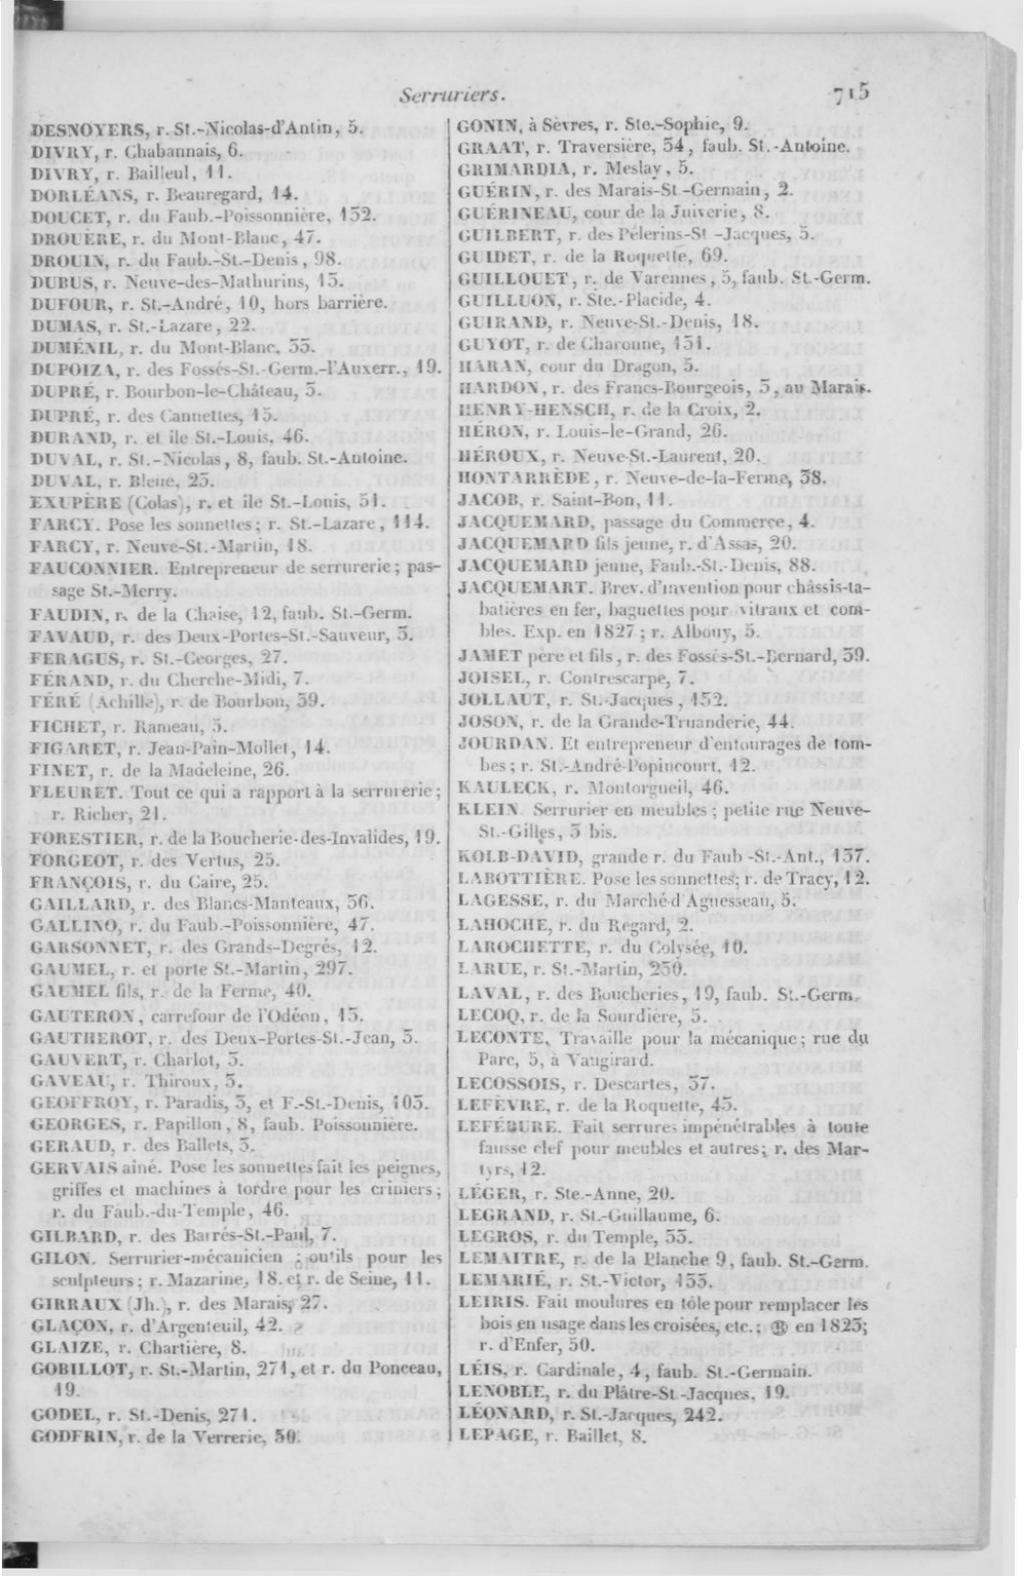 Serruriers.
715
DESNOYERS, r. St.-Nicolas-d'Antin, 5.
DIVRY, r. Chabannais, 6.
DIVRY, r. Bailleul, 11.
DORLÉANS, r. Beauregard, 14.
DOUCET, r. du Faub.-Poissonnière, 152.
DROUÈRE, r. du Mont-Blanc, 47.
DROUIN, r. du Faub.-St.-Denis, 98.
DUBUS, r. Neuve-des-Mathurins, 15.
DUFOUR, r. St.-André, 10, hors barrière.
DUMAS, r. St.-Lazare, 22.
DUMÉNIL, r. du Mont-Blanc, 55.
DUPOIZA, r. des Fossés-St.-Germ.-l'Auxerr., 19.
DUPRÉ, r. Bourbon-le-Château, 5.
DUPRÉ, r. des Cannettes, 15.
DURAND, r. et ile St.-Louis, 46.
DUVAL, r. St.-Nicolas, 8, faub. St.-Antoine.
DUVAL, r. Bleue, 25.
EXUPÈRE (Colas), r. et ile St.-Louis, 51.
FARCY. Pose les sonnettes; r. St.-Lazare, 114.
FARCY, r. Neuve-St.-Martin, 18.
FAUCONNIER. Entrepreneur de serrurerie; pas-
sage St.-Merry.
FAUDIN, r. de la Chaise, 12, faub. St.-Germ.
FAVAUD, r. des Deux-Portes-St.-Sauveur, 5.
FERAGUS, r. St.-Georges, 27.
FÉRAND, r. du Cherche-Midi, 7.
FÉRÉ (Achille), r. de Bourbon, 59.
FICHET, r. Rameau, 5.
FIGARET, r. Jean-Pain-Mollet, 14.
FINET, r. de la Madeleine, 26.
FLEURET. Tout ce qui a rapport à la serrurerie;
r. Richer, 21.
FORESTIER, r. de la Boucherie-des-Invalides, 19.
FORGEOT, r. des Vertus, 25.
FRANÇOIS, r. du Caire, 25.
GAILLARD, r. des Blancs-Manteaux, 56.
GALLINO, r. du Faub.-Poissonnière, 47.
GARSONNET, r. des Grands-Degrés, 12.
GAUMEL, r. et porte St.-Martin, 297.
GAUMEL fils, r. de la Ferme, 40.
GAUTERON, carrefour de l'Odéon, 15.
GAUTHEROT, r. des Deux-Portes-St.-Jean, 5.
GAUVERT, r. Charlot, 5.
GAVEAU, r. Thiroux, 5.
GEOFFROY, r. Paradis, 5, et F.-St.-Denis, 105.
GEORGES, r. Papillon, 8, faub. Poissonnière.
GERAUD, r. des Ballets, 5.
GERVAIS ainé. Pose les sonnettes fait les peignes,
griffes et machines à tordre pour les criniers;
r. du Faub.-du-Temple, 46.
GILBARD, r. des Barrés-St.-Paul, 7.
GILON. Serrurier-mécanicien; outils pour les
sculpteurs; r. Mazarine, 18. et r. de Seine, 11.
GIRRAUX (Jh.), r. des Marais, 27.
GLAÇON, r. d'Argenteuil, 42.
GLAIZE, r. Chartière, 8.
GOBILLOT, r. St.-Martin, 271, et r. du Ponceau,
19.
GODEL, r. St.-Denis, 271.
GODFRIN, r. de la Verrerie, 50.
GONIN, à Sèvres, r. Ste.-Sophie, 9.
GRAAT, r. Traversière, 54, faub. St.-Antoine.
GRIMARDIA, r. Meslay, 5.
GUÉRIN, r. des Marais-St-Germain, 2.
GUÉRINEAU, cour de la Juiverie, 8.
GUILBERT, r. des Pélerins-St-Jacques, 5.
GUILDET, r. de la Roquette, 69.
GUILLOUET, r. de Varennes, 5, faub. St.-Germ.
GUILLUON, r. Ste.-Placide, 4.
GUIRAND, r. Neuve-St.-Denis, 18.
GUYOT, r. de Charonne, 151.
HARAN, cour du Dragon, 5.
HARDON, r. des Francs-Bourgeois, 5, au Marais.
HENRY-HENSCH, r. de la Croix, 2.
HÉRON, r. Louis-le-Grand, 26.
HÉROUX, r. Neuve-St.-Laurent, 20.
HONTARRÈDE, r. Neuve-de-la-Ferme, 58.
JACOB, r. Saint-Bon, 11.
JACQUEMARD, passage du Commerce, 4.
JACQUEMARD fils jeune, r. d'Assas, 20.
JACQUEMARD jeune, Faub.-St.-Denis, 88.
JACQUEMART. Brev. d'invention pour châssis-ta-
batières en fer, baguettes pour vitraux et com-
bles. Exp. en 1827; r. Albouy, 5.
JAMET père et fils, r. des Fossés-St.-Bernard, 59.
JOISEL, r. Contrescarpe, 7.
JOLLAUT, r. St.-Jacques, 152.
JOSON, r. de la Grande-Truanderie, 44.
JOURDAN. Et entrepreneur d'entourages de tom-
bes; r. St.-André-Popincourt, 12.
KAULECK, r. Montorgueil, 46.
KLEIN. Serrurier en meubles; petite rue Neuve-
St.-Gilles, 5 bis.
KOLB-DAVID, grande r. du Faub-St.-Ant., 157.
LABOTTIÈRE. Pose les sonnettes; r. de Tracy, 12.
LAGESSE, r. du Marché d'Aguesseau, 5.
LAHOCHE, r. du Regard, 2.
LAROCHETTE, r. du Colysée, 10.
LARUE, r. St.-Martin, 250.
LAVAL, r. des Boucheries, 19, faub. St.-Germ.
LECOQ, r. de la Sourdière, 5.
LECONTE. Travaille pour la mécanique; rue du
Parc, 5, à Vaugirard.
LECOSSOIS, r. Descartes, 57.
LEFÈVRE, r. de la Roquette, 45.
LEFÉBURE. Fait serrures impénétrables à toute
fausse clef pour meubles et autres; r. des Mar-
tyrs, 12.
LÉGER, r. Ste.-Anne, 20.
LEGRAND, r. St.-Guillaume, 6.
LEGROS, r. du Temple, 55.
LEMAITRE, r. de la Planche 9, faub. St.-Germ.
LEMARIÉ, r. St.-Victor, 155.
LEIRIS. Fait moulures en tôle pour remplacer les
bois en usage dans les croisées, etc.; Ⓑ en 1823;
r. d'Enfer, 50.
LÉIS, r. Cardinale, 4, faub. St.-Germain.
LENOBLE, r. du Plâtre-St-Jacques, 19.
LÉONARD, r. St.-Jacques, 242.
LEPAGE, r. Baillet, 8.